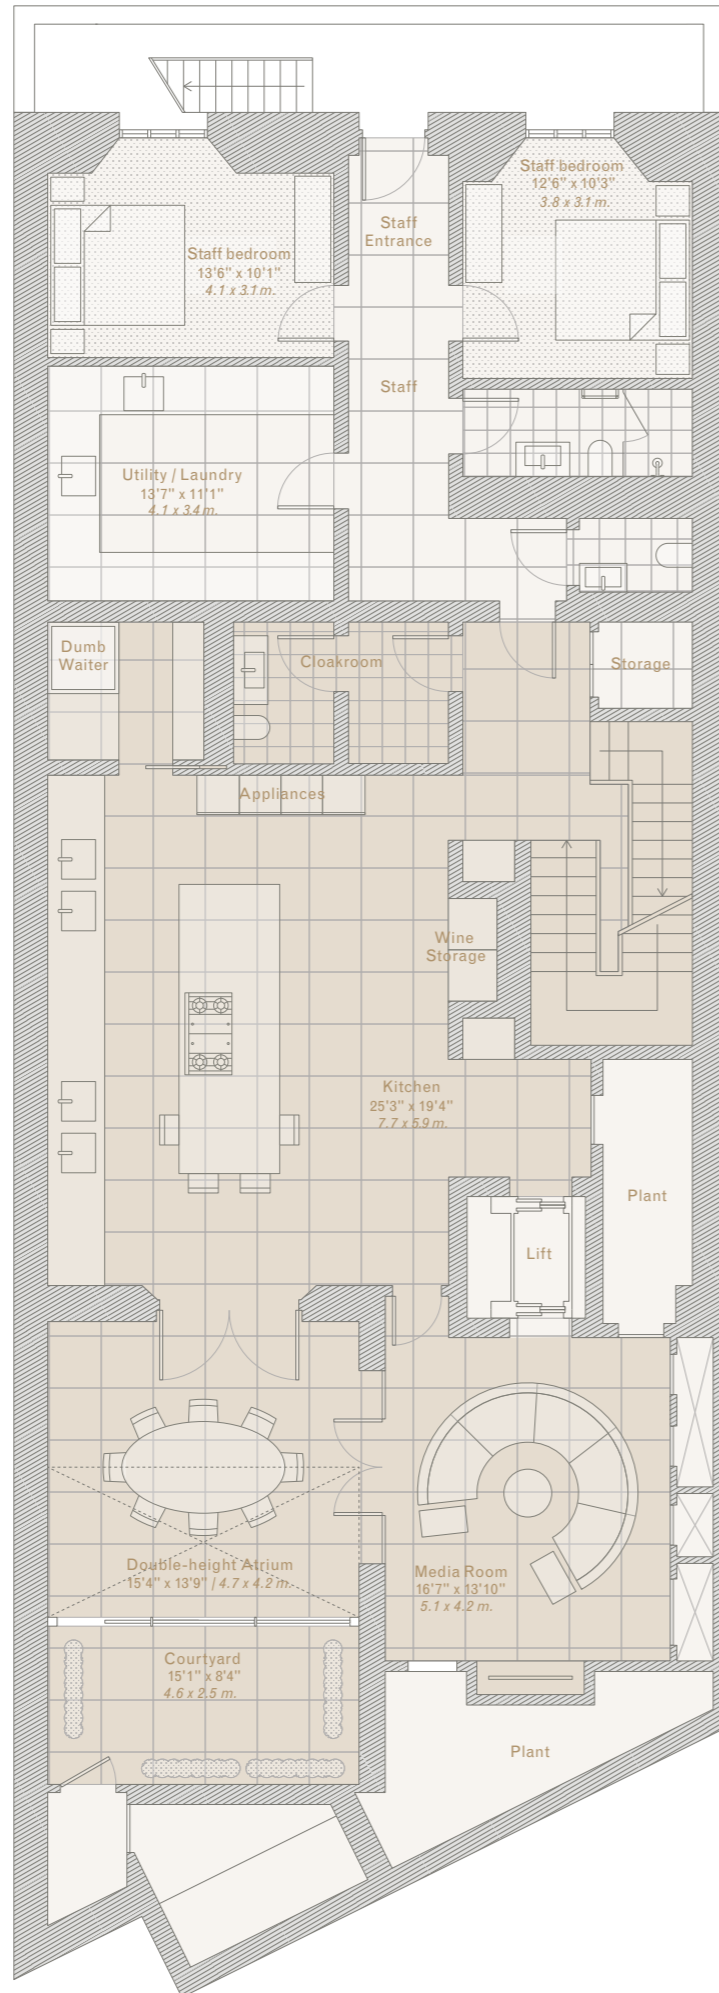 Staff bedroom
12'6" x 10'3"
3.8 x 3.1 m.
Staff
Entrance
Staff bedroom
13'6" x 10'1"
4.1 x 3.1 m.
Staff
Utility / Laundry
13'7" x 11'1"
4.1 x 3.4 m.
Dumb
Waiter
Cloakroom
Storage
Appliances
Wine
Storage
Kitchen
25'3" x 19'4"
7.7 x 5.9 m.
Plant
Lift
Double-height Atrium
15'4" x 13'9" / 4.7 x 4.2 m.
Media Room
16'7" x 13'10"
5.1 x 4.2 m.
Courtyard
15'1" x 8'4"
4.6 x 2.5 m.
Plant